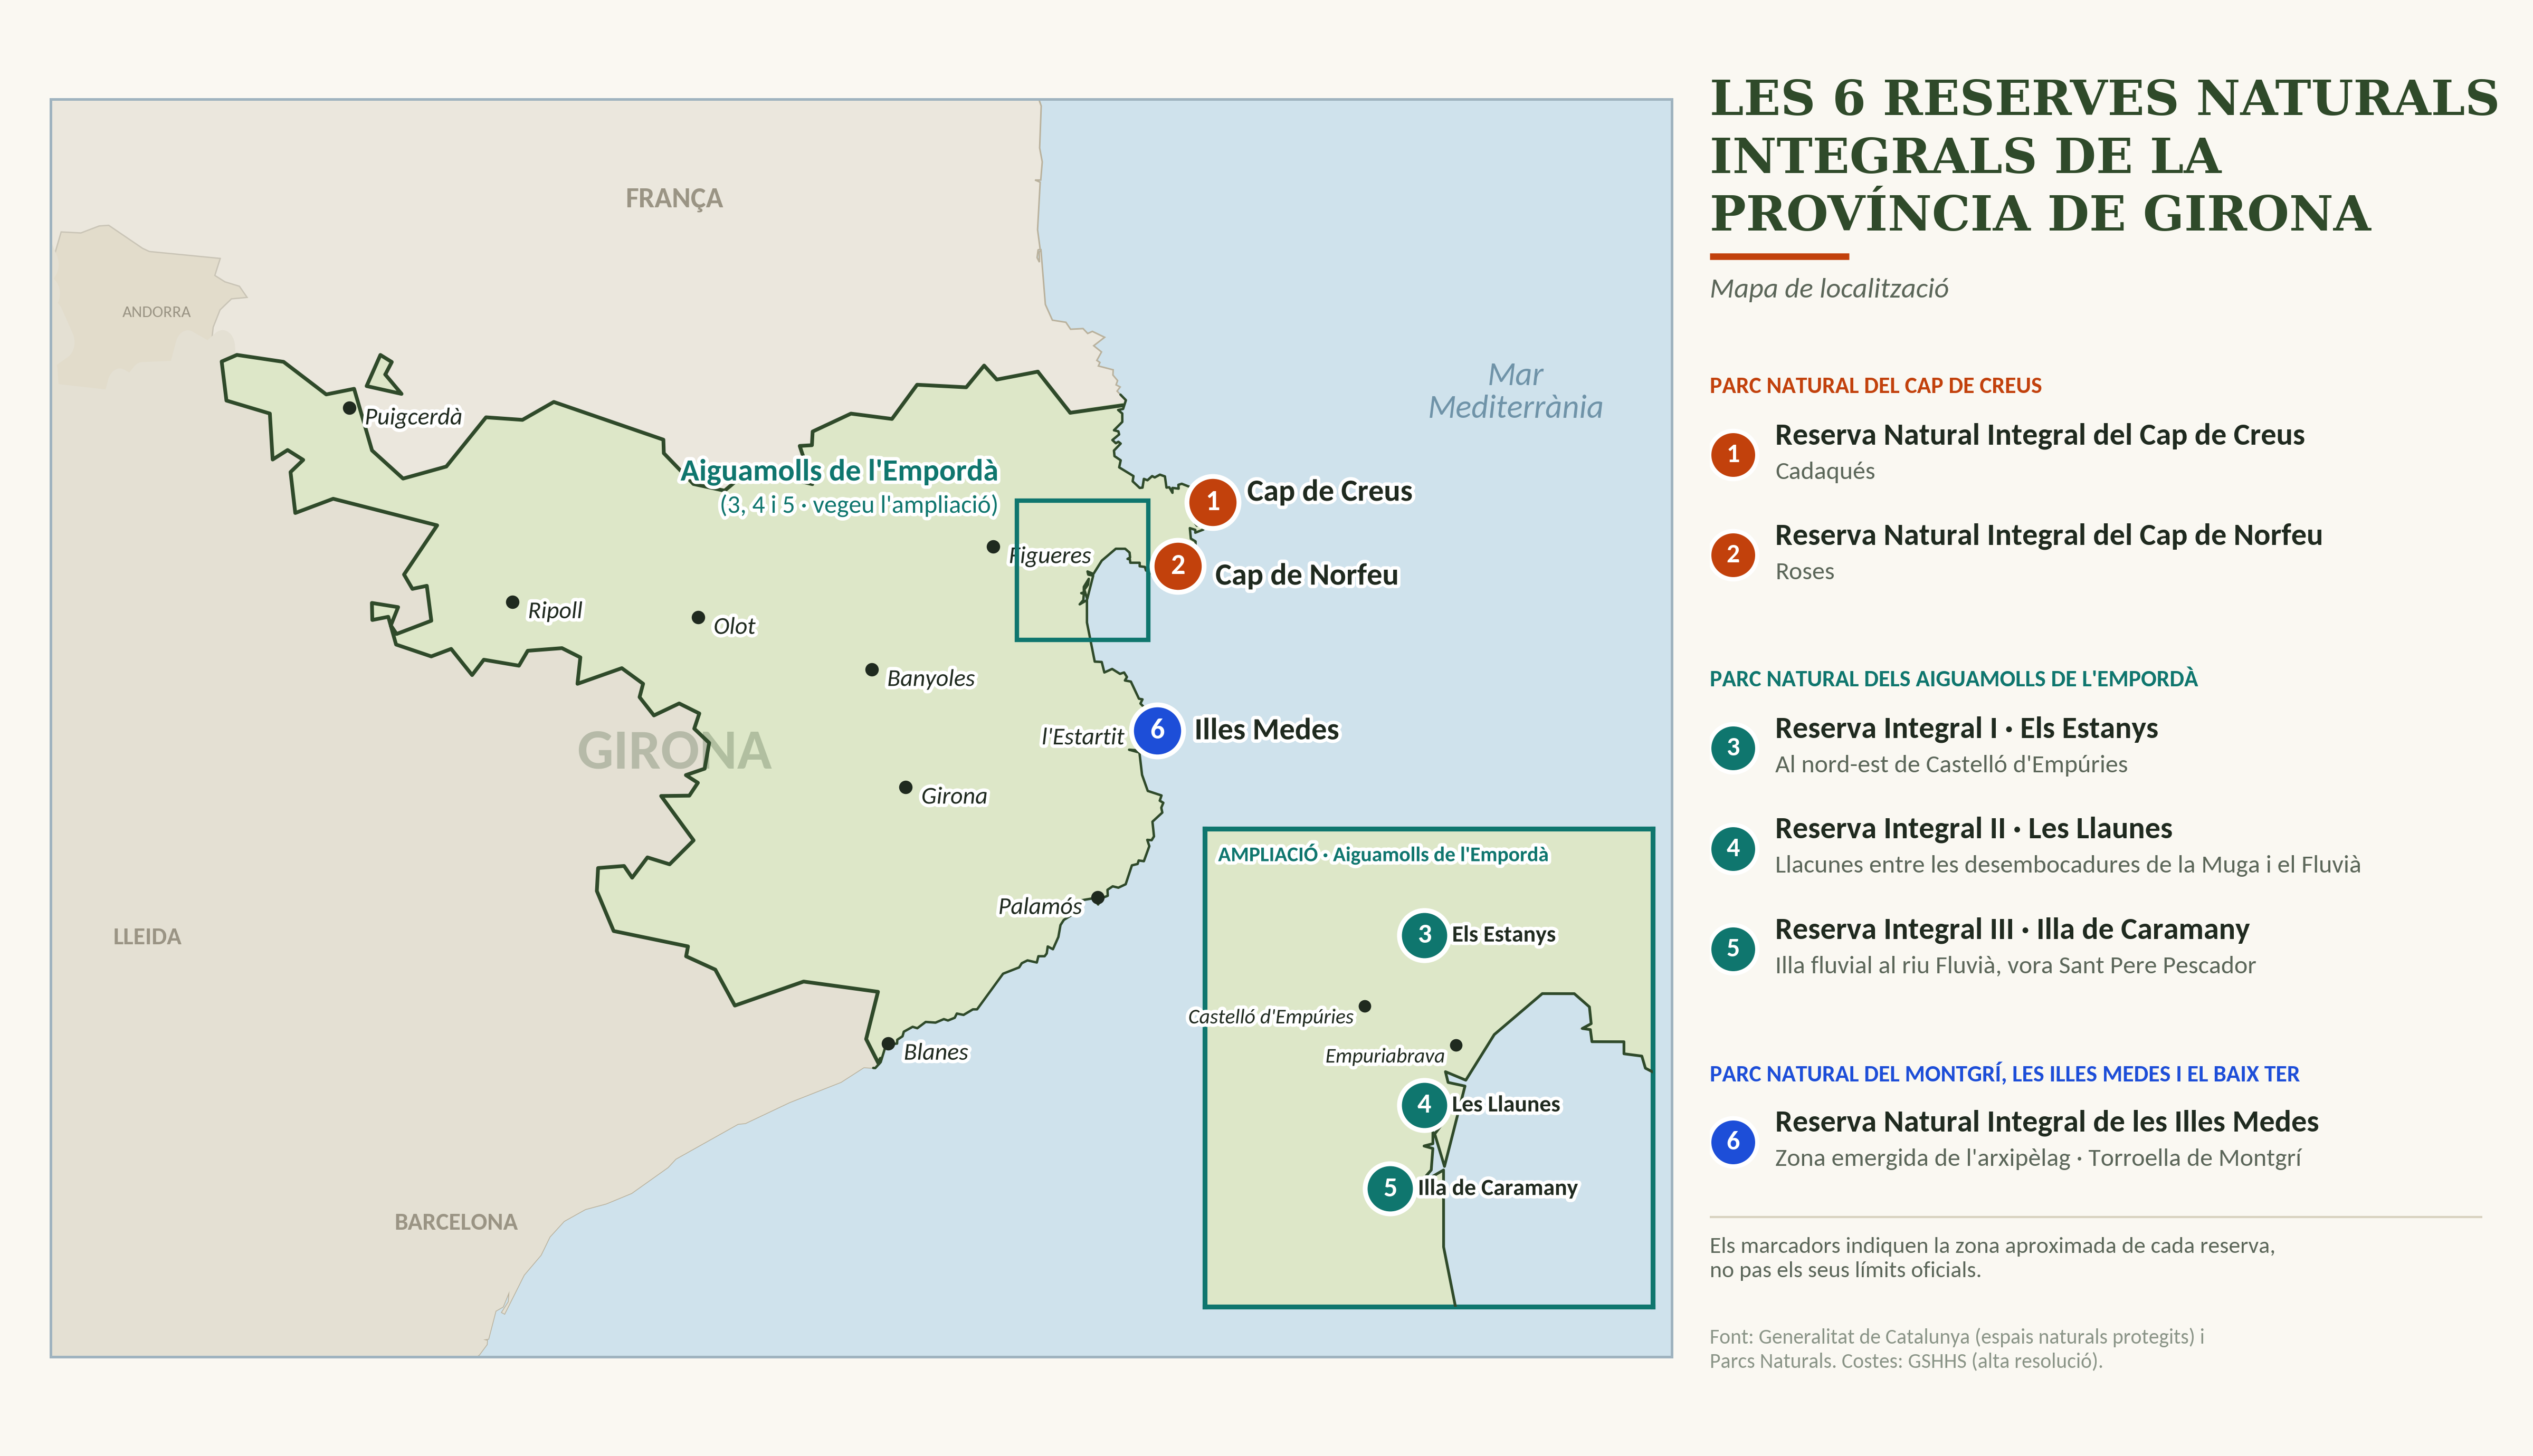 LES 6 RESERVES NATURALS
INTEGRALS DE LA
PROVÍNCIA DE GIRONA
Mapa de localització
FRANÇA
ANDORRA
Mar
Mediterrània
Puigcerdà
Aiguamolls de l'Empordà
(3, 4 i 5 · vegeu l'ampliació)
1
Cap de Creus
Figueres
2
Cap de Norfeu
Ripoll
Olot
Banyoles
GIRONA
l'Estartit
6
Illes Medes
Girona
Palamós
LLEIDA
Blanes
BARCELONA
AMPLIACIÓ · Aiguamolls de l'Empordà
3
Els Estanys
Castelló d'Empúries
Empuriabrava
4
Les Llaunes
5
Illa de Caramany
PARC NATURAL DEL CAP DE CREUS
1
Reserva Natural Integral del Cap de Creus
Cadaqués
2
Reserva Natural Integral del Cap de Norfeu
Roses
PARC NATURAL DELS AIGUAMOLLS DE L'EMPORDÀ
3
Reserva Integral I · Els Estanys
Al nord-est de Castelló d'Empúries
4
Reserva Integral II · Les Llaunes
Llacunes entre les desembocadures de la Muga i el Fluvià
5
Reserva Integral III · Illa de Caramany
Illa fluvial al riu Fluvià, vora Sant Pere Pescador
PARC NATURAL DEL MONTGRÍ, LES ILLES MEDES I EL BAIX TER
6
Reserva Natural Integral de les Illes Medes
Zona emergida de l'arxipèlag · Torroella de Montgrí
Els marcadors indiquen la zona aproximada de cada reserva,
no pas els seus límits oficials.
Font: Generalitat de Catalunya (espais naturals protegits) i
Parcs Naturals. Costes: GSHHS (alta resolució).